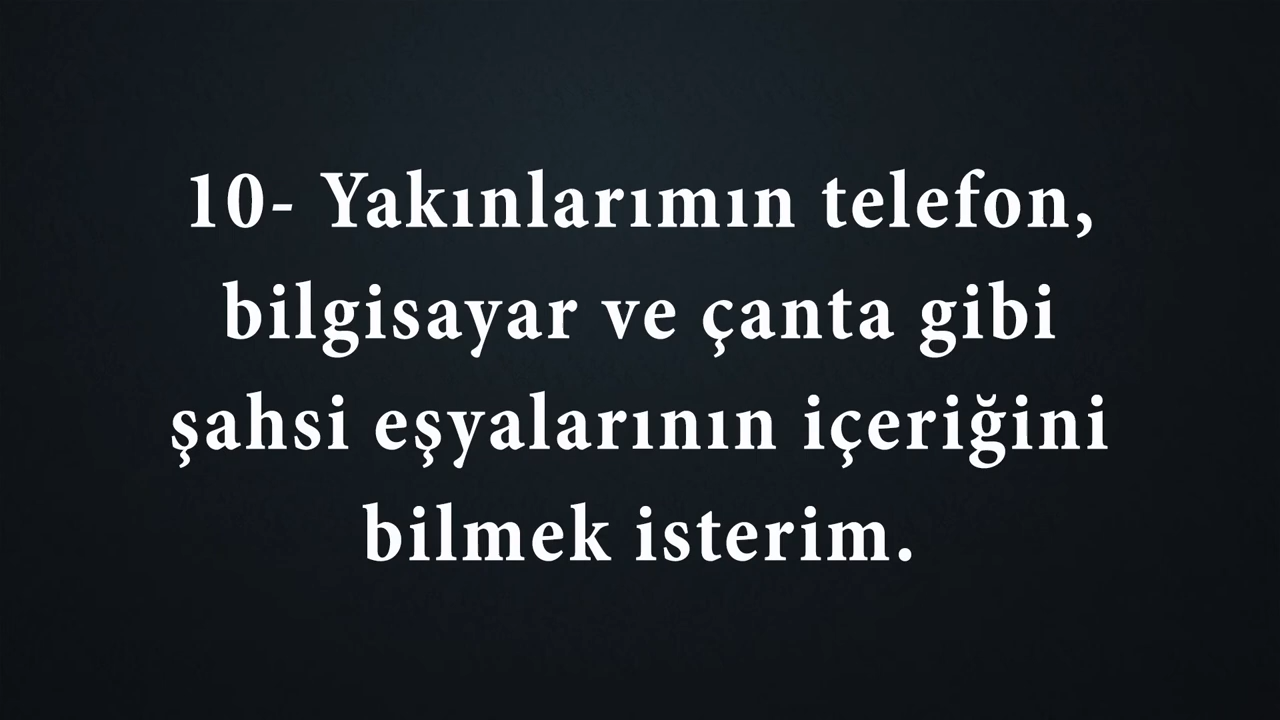 10- Yakınlarımın telefon,
bilgisayar ve çanta gibi
şahsi eşyalarının içeriğini
bilmek isterim.